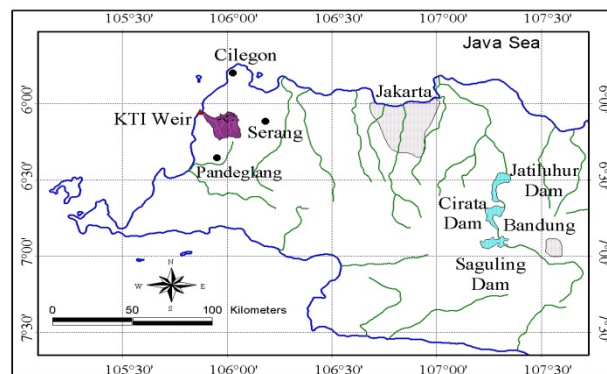 105°30' 106°00' 106°30' 107°00' 107°30'
Java Sea
Cilegon
6°00' 6°00'
Jakarta
KTI Weir
Serang
Pandeglang
6°30' 6°30'
Jatiluhur
Dam
Cirata
Dam
Bandung
7°00' 7°00'
Saguling
Dam
N
W E
S
0 50 100 Kilometers
7°30' 7°30'
105°30' 106°00' 106°30' 107°00' 107°30'